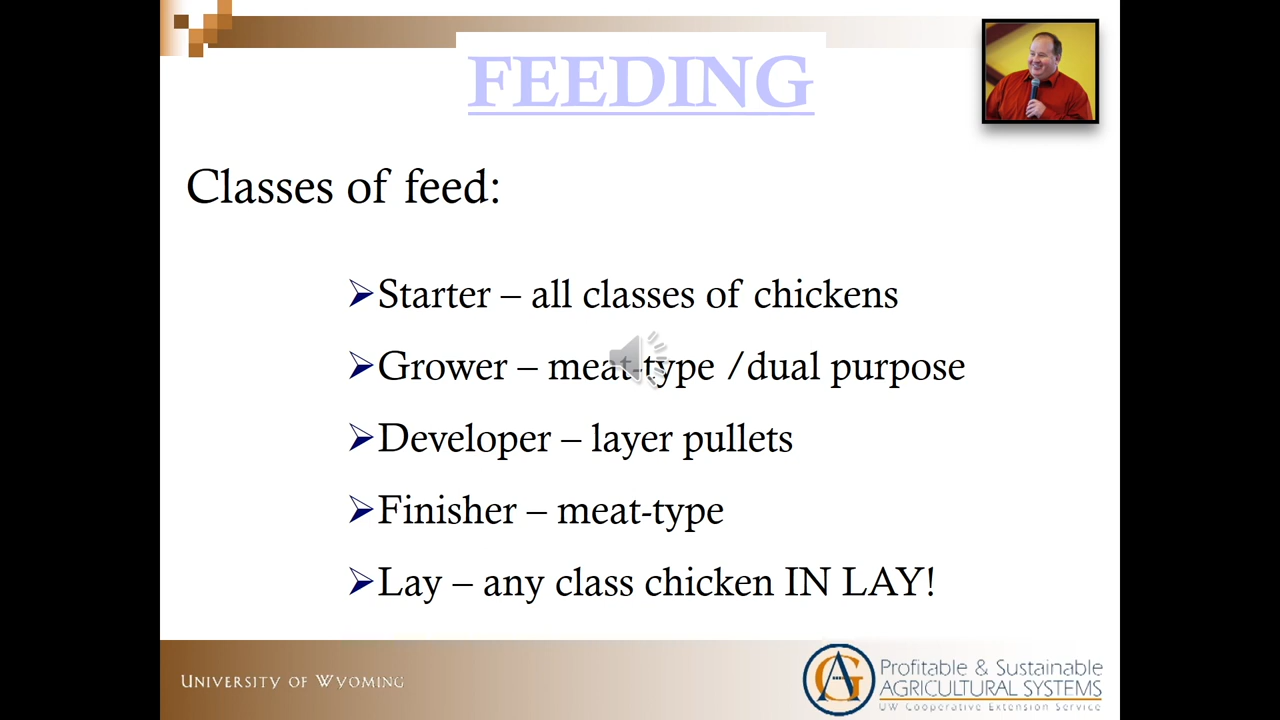 FEEDING
Classes of feed:
➢Starter – all classes of chickens
➢Grower – meat-type /dual purpose
➢Developer – layer pullets
➢Finisher – meat-type
➢Lay – any class chicken IN LAY!
UNIVERSITY OF WYOMING
AG
Profitable & Sustainable
AGRICULTURAL SYSTEMS
UW Cooperative Extension Service